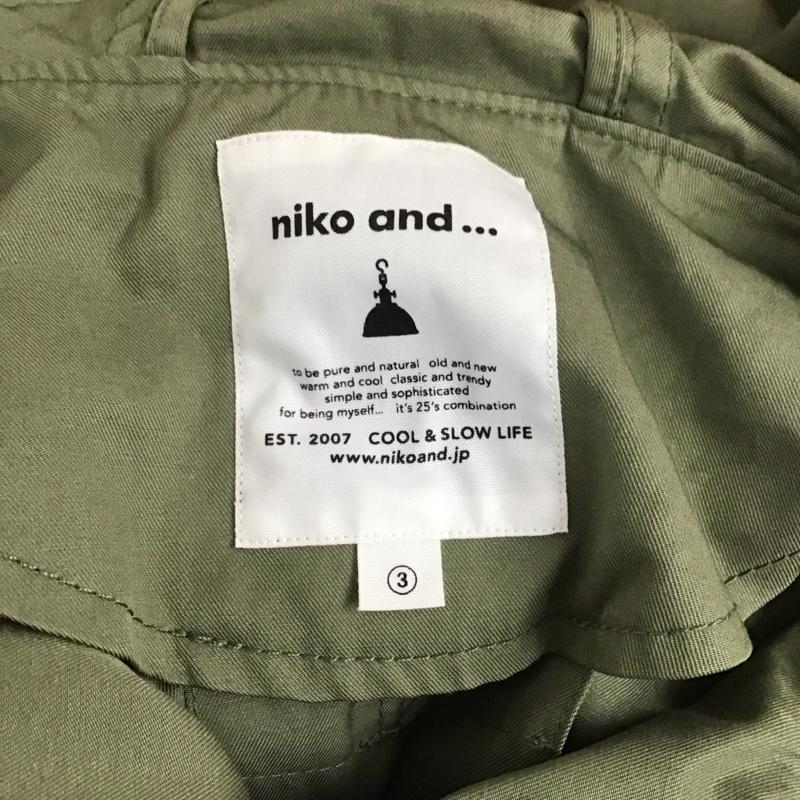 niko and...
to be pure and natural old and new
warm and cool classic and trendy
simple and sophisticated
for being myself... it's 25's combination
EST. 2007 COOL & SLOW LIFE
www.nikoand.jp
③